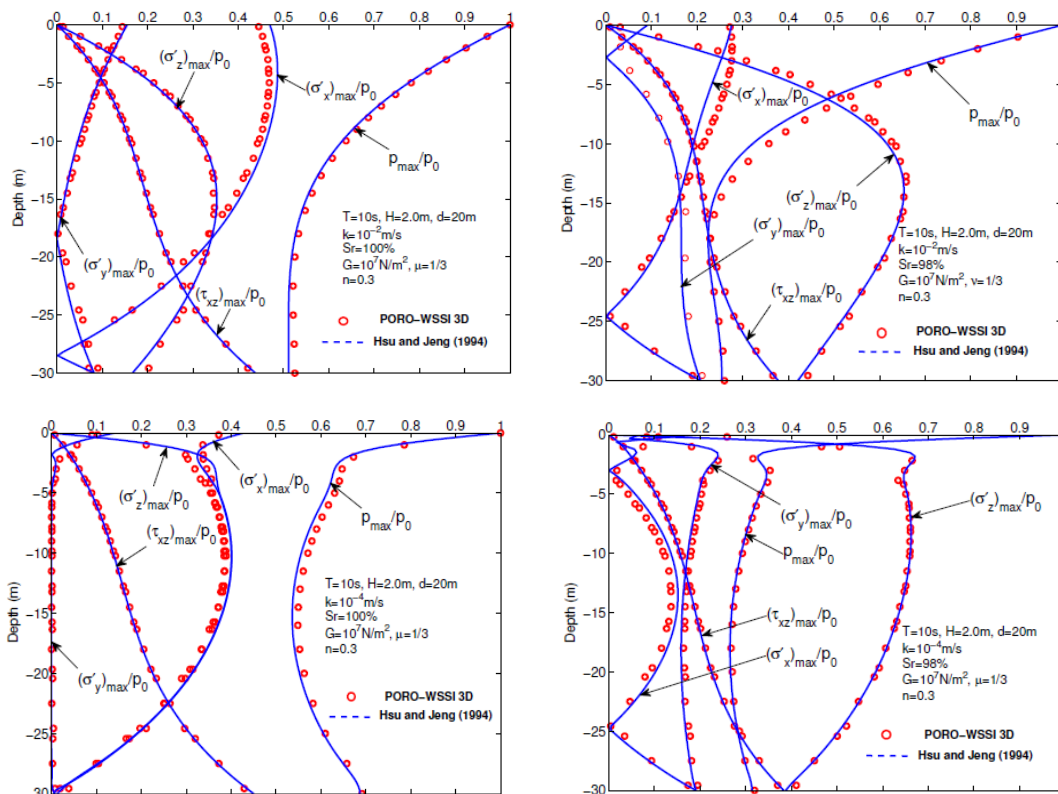 0 0.1 0.2 0.3 0.4 0.5 0.6 0.7 0.8 0.9 1
0
−5
−10
−15
−20
−25
−30
Depth (m)
(σ′z)max/p0
(σ′x)max/p0
pmax/p0
(σ′y)max/p0
(τxz)max/p0
T=10s, H=2.0m, d=20m
k=10−2m/s
Sr=100%
G=107N/m2, μ=1/3
n=0.3
PORO−WSSI 3D
Hsu and Jeng (1994)
0 0.1 0.2 0.3 0.4 0.5 0.6 0.7 0.8 0.9
0
−5
−10
−15
−20
−25
−30
Depth (m)
(σ′x)max/p0
pmax/p0
(σ′z)max/p0
(σ′y)max/p0
(τxz)max/p0
T=10s, H=2.0m, d=20m
k=10−2m/s
Sr=98%
G=107N/m2, ν=1/3
n=0.3
PORO−WSSI 3D
Hsu and Jeng (1994)
0 0.1 0.2 0.3 0.4 0.5 0.6 0.7 0.8 0.9 1
0
−5
−10
−15
−20
−25
−30
Depth (m)
(σ′x)max/p0
(σ′z)max/p0
pmax/p0
(τxz)max/p0
(σ′y)max/p0
T=10s, H=2.0m, d=20m
k=10−4m/s
Sr=100%
G=107N/m2, μ=1/3
n=0.3
PORO−WSSI 3D
Hsu and Jeng (1994)
0 0.1 0.2 0.3 0.4 0.5 0.6 0.7 0.8 0.9
0
−5
−10
−15
−20
−25
−30
Depth (m)
(σ′z)max/p0
(σ′y)max/p0
pmax/p0
(τxz)max/p0
(σ′x)max/p0
T=10s, H=2.0m, d=20m
k=10−4m/s
Sr=98%
G=107N/m2, μ=1/3
n=0.3
PORO−WSSI 3D
Hsu and Jeng (1994)